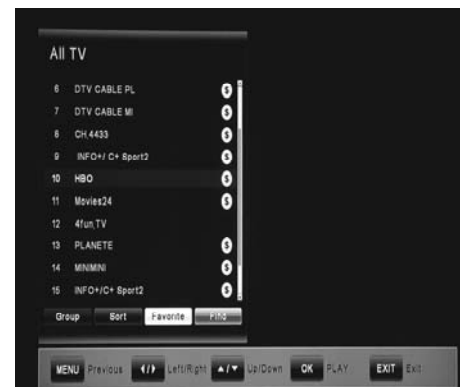 All TV
6 DTV CABLE PL $
7 DTV CABLE MI $
8 CH,4433 $
9 INFO+/ C+ Sport2 $
10 HBO $
11 Movies24 $
12 4fun,TV
13 PLANETE $
14 MINIMINI $
15 INFO+/C+ Sport2 $
Group Sort Favorite Find
MENU Previous ◀/▶ Left/Right ▲/▼ Up/Down OK PLAY EXIT Exit